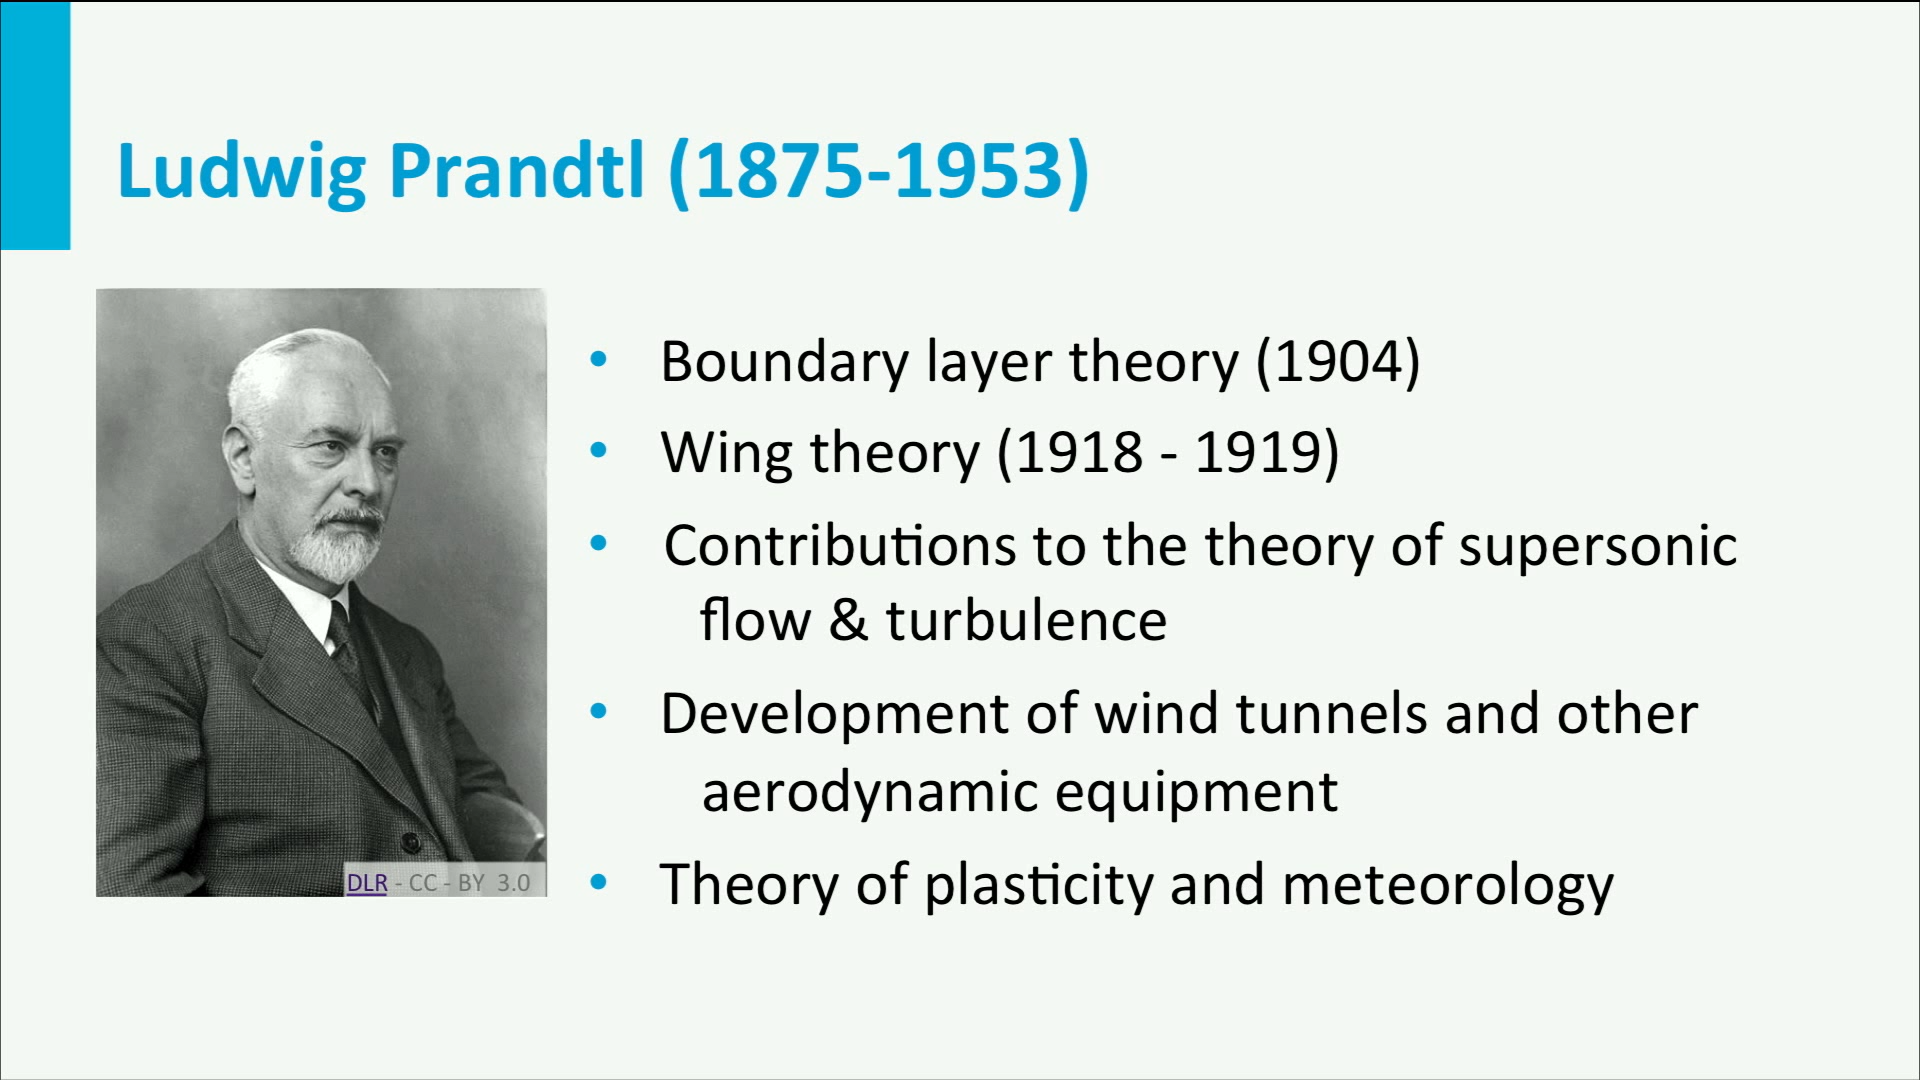 Ludwig Prandtl (1875-1953)
• Boundary layer theory (1904)
• Wing theory (1918 - 1919)
• Contributions to the theory of supersonic
flow & turbulence
• Development of wind tunnels and other
aerodynamic equipment
• Theory of plasticity and meteorology
DLR - CC - BY 3.0